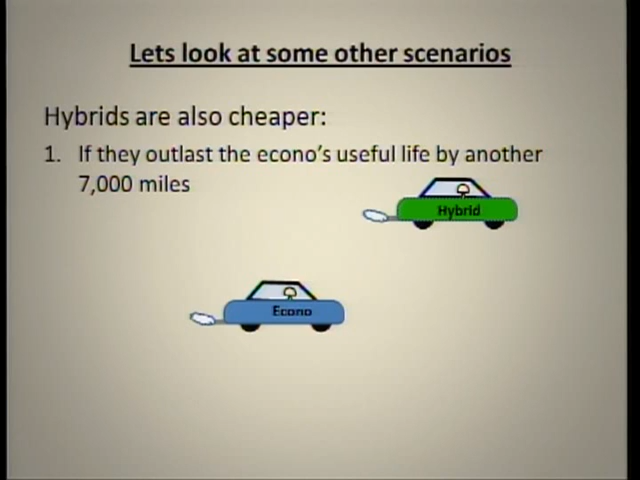 Lets look at some other scenarios
Hybrids are also cheaper:
1. If they outlast the econo's useful life by another
7,000 miles
Hybrid
Econo